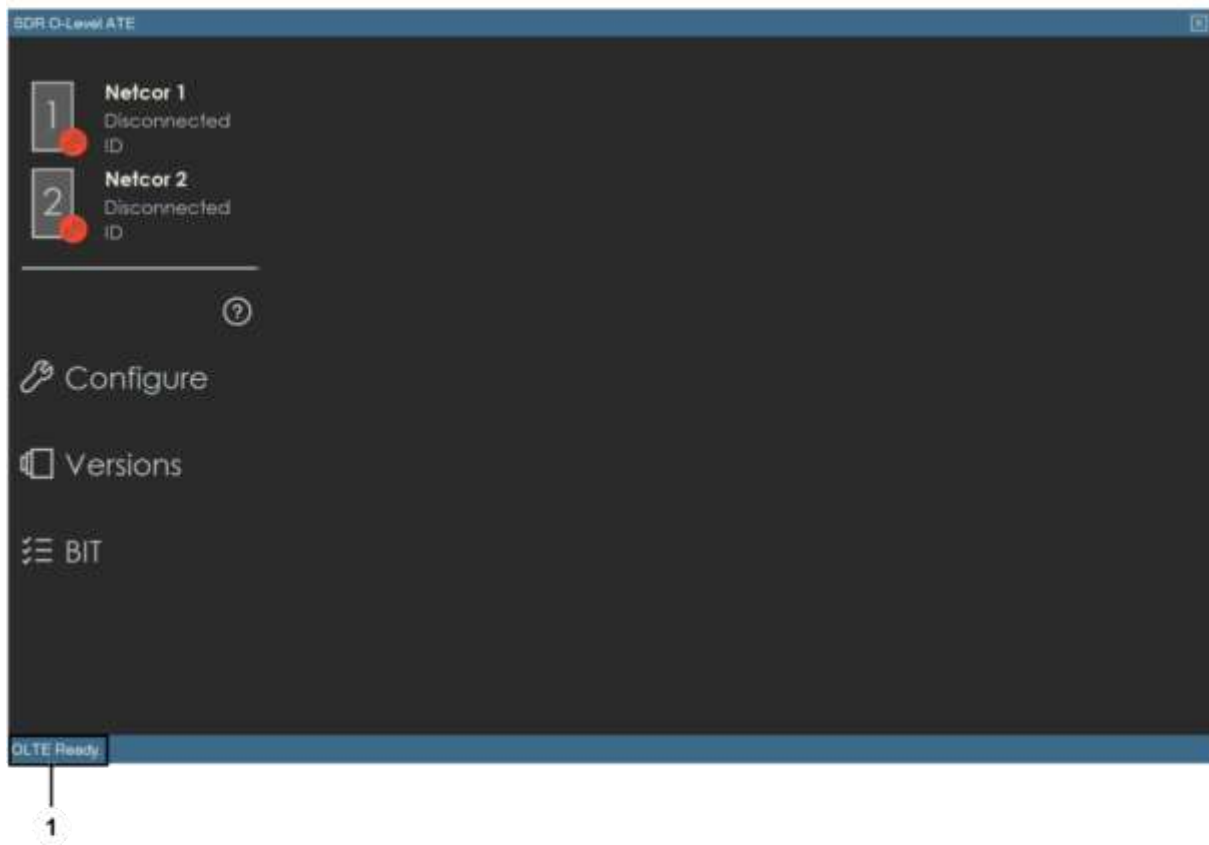 SDR O-Level ATE
1
Netcor 1
Disconnected
ID
2
Netcor 2
Disconnected
ID
?
Configure
Versions
BIT
OLTE Ready.
1